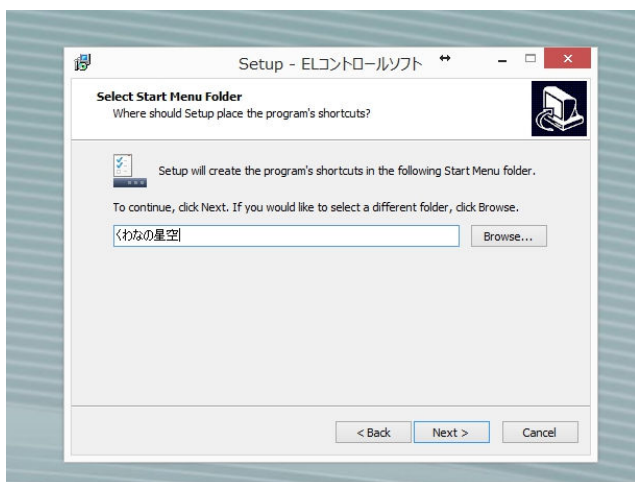 Setup - ELコントロールソフト
Select Start Menu Folder
Where should Setup place the program's shortcuts?
Setup will create the program's shortcuts in the following Start Menu folder.
To continue, click Next. If you would like to select a different folder, click Browse.
くわなの星空
Browse...
< Back
Next >
Cancel